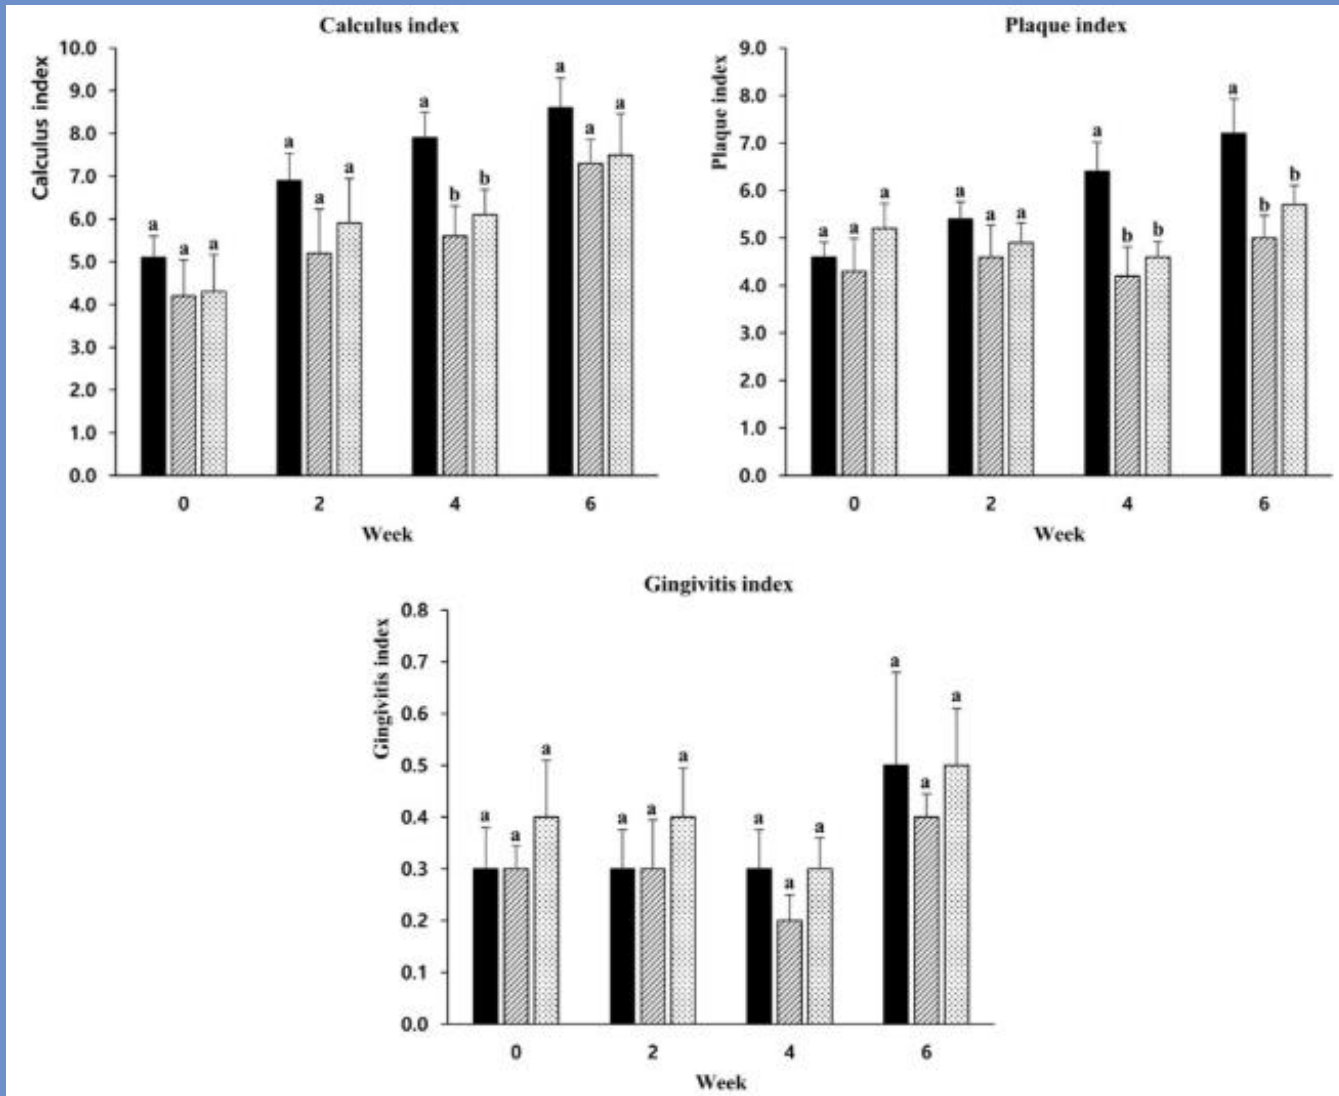 Calculus index
Calculus index
10.0
9.0
8.0
7.0
6.0
5.0
4.0
3.0
2.0
1.0
0.0
a a a
a a a
a b b
a a a
0 2 4 6
Week
Plaque index
Plaque index
9.0
8.0
7.0
6.0
5.0
4.0
3.0
2.0
1.0
0.0
a a a
a a a
a b b
a b b
0 2 4 6
Week
Gingivitis index
Gingivitis index
0.8
0.7
0.6
0.5
0.4
0.3
0.2
0.1
0.0
a a a
a a a
a a a
a a a
0 2 4 6
Week